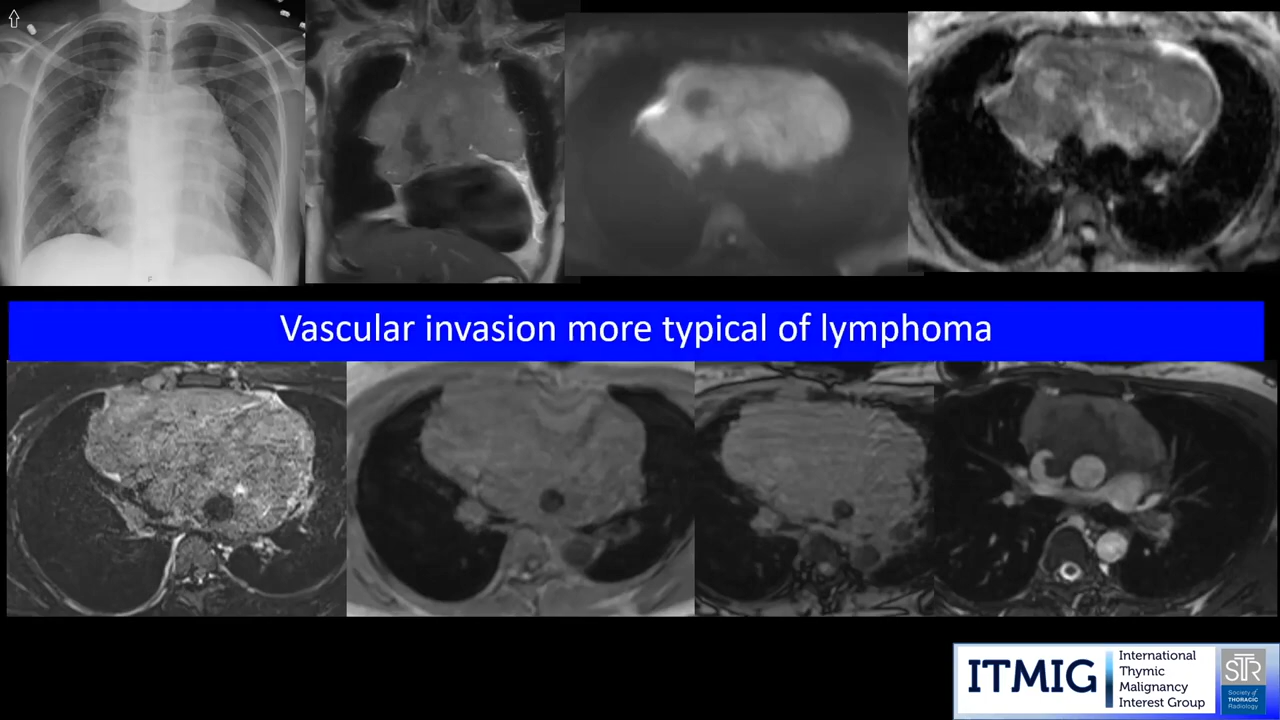 Vascular invasion more typical of lymphoma
ITMIG
International
Thymic
Malignancy
Interest Group
STR
Society of
THORACIC
Radiology